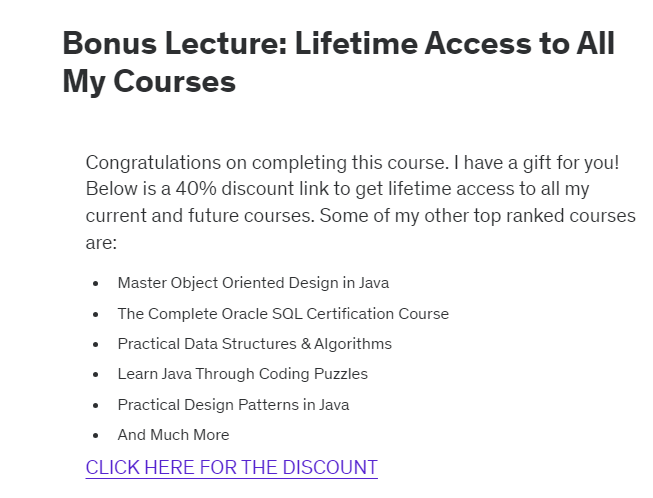 Bonus Lecture: Lifetime Access to All
My Courses
Congratulations on completing this course. I have a gift for you!
Below is a 40% discount link to get lifetime access to all my
current and future courses. Some of my other top ranked courses
are:
• Master Object Oriented Design in Java
• The Complete Oracle SQL Certification Course
• Practical Data Structures & Algorithms
• Learn Java Through Coding Puzzles
• Practical Design Patterns in Java
• And Much More
CLICK HERE FOR THE DISCOUNT